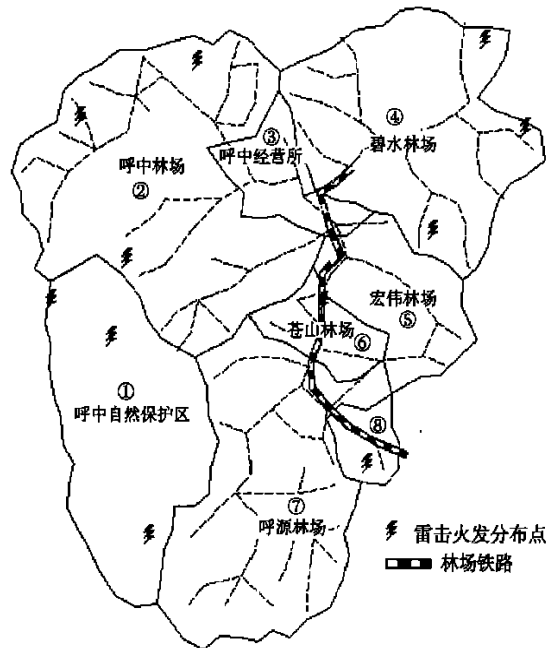 ④
碧水林场
③
呼中经营所
呼中林场
②
宏伟林场
⑤
苍山林场
⑥
①
呼中自然保护区
⑧
⑦
呼源林场
雷击火发分布点
林场铁路